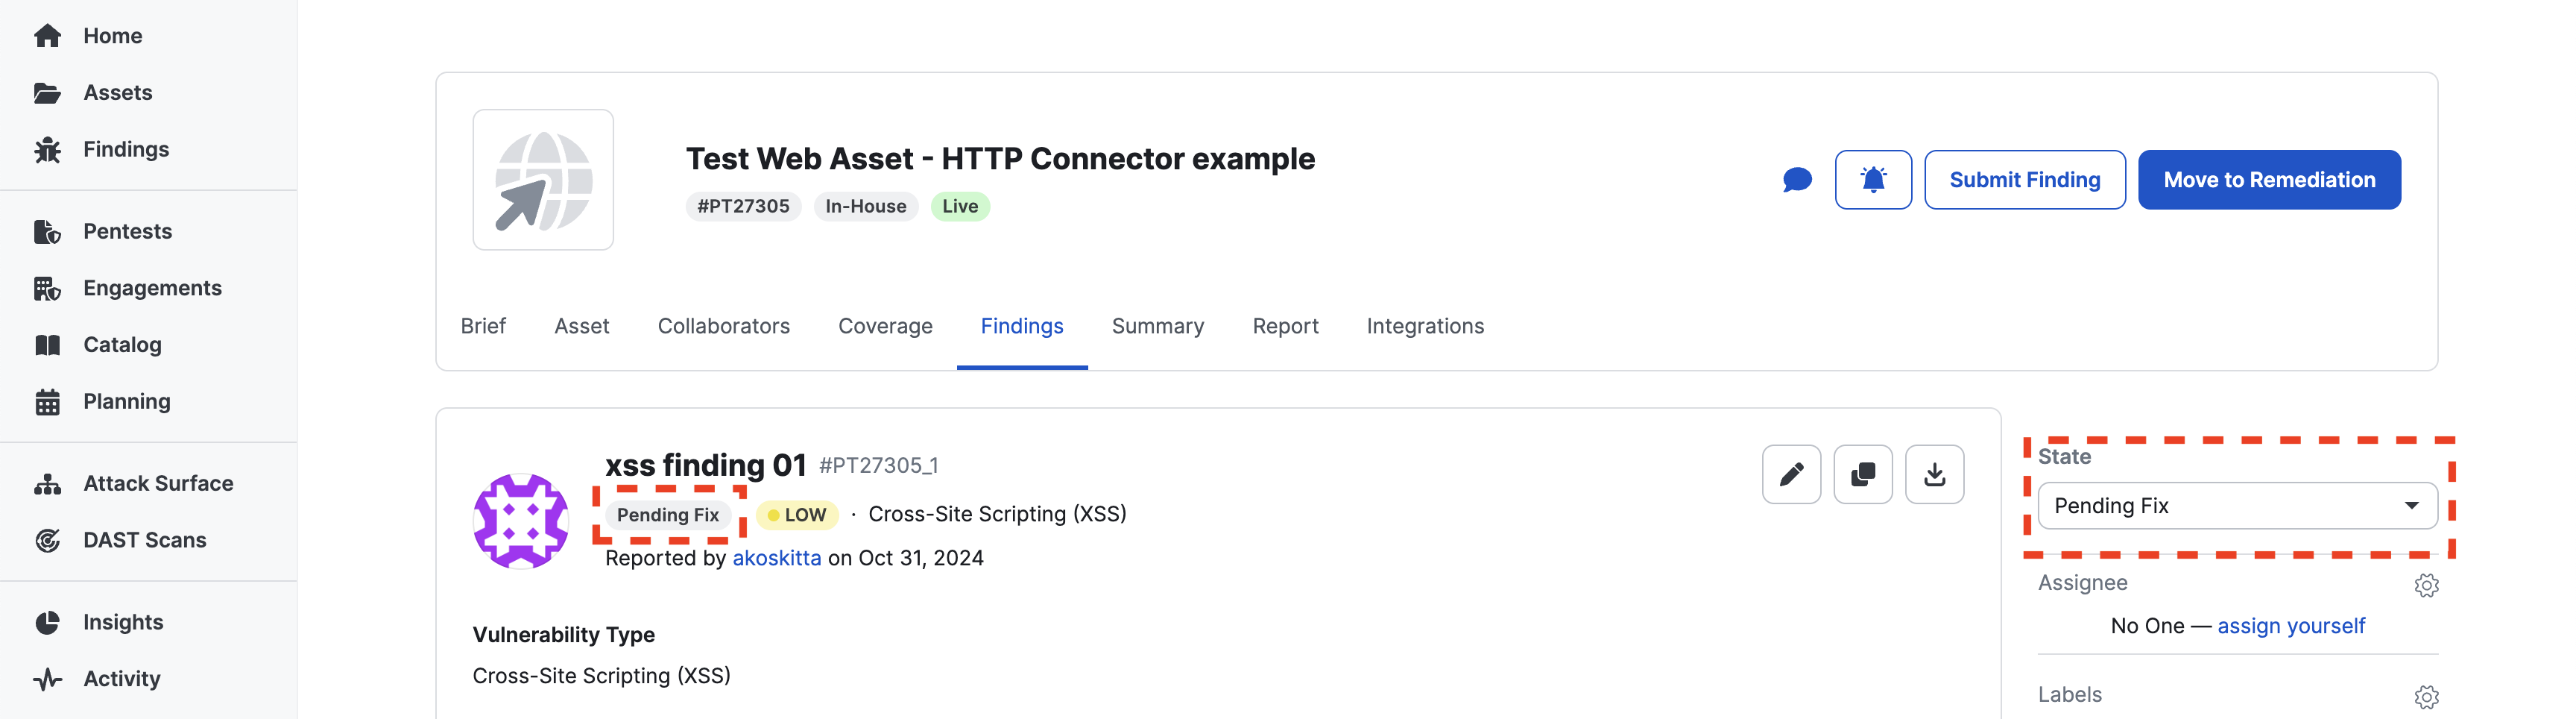 Home
Assets
Findings
Pentests
Engagements
Catalog
Planning
Attack Surface
DAST Scans
Insights
Activity
Test Web Asset - HTTP Connector example
#PT27305 In-House Live
Submit Finding Move to Remediation
Brief Asset Collaborators Coverage Findings Summary Report Integrations
xss finding 01 #PT27305_1
Pending Fix LOW · Cross-Site Scripting (XSS)
Reported by akoskitta on Oct 31, 2024
Vulnerability Type
Cross-Site Scripting (XSS)
State
Pending Fix
Assignee
No One — assign yourself
Labels